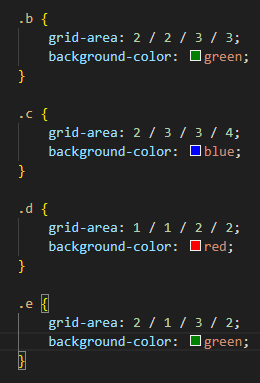 .b {
grid-area: 2 / 2 / 3 / 3;
background-color: green;
}
.c {
grid-area: 2 / 3 / 3 / 4;
background-color: blue;
}
.d {
grid-area: 1 / 1 / 2 / 2;
background-color: red;
}
.e {
grid-area: 2 / 1 / 3 / 2;
background-color: green;
}